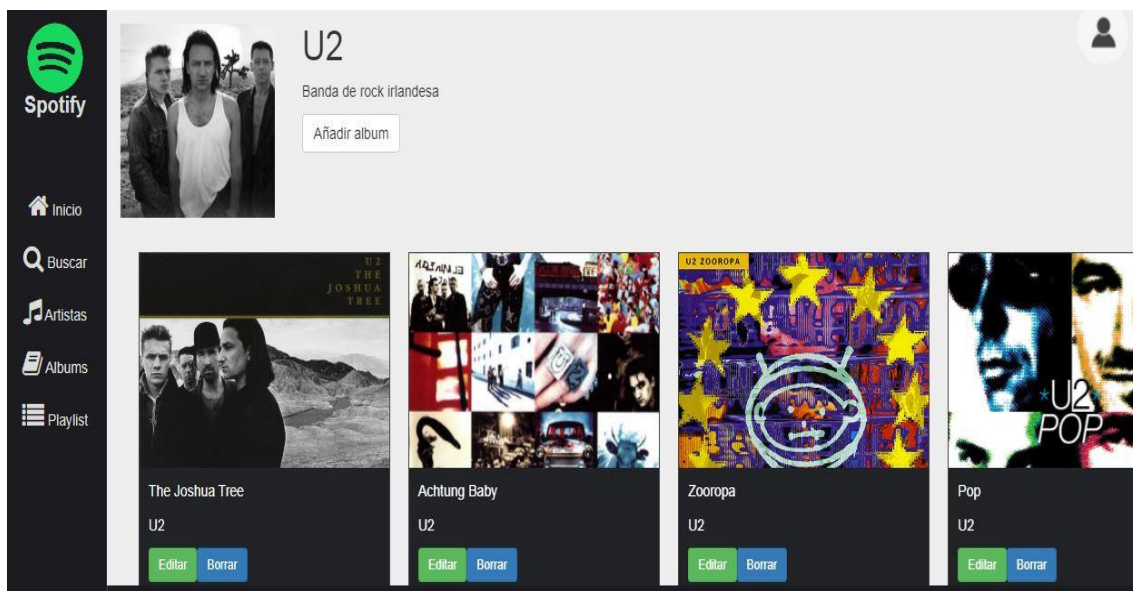 Spotify
Inicio
Buscar
Artistas
Albums
Playlist
U2
Banda de rock irlandesa
Añadir album
U2
THE
JOSHUA
TREE
The Joshua Tree
U2
Editar Borrar
Achtung Baby
U2
Editar Borrar
U2 ZOOROPA
Zooropa
U2
Editar Borrar
*U2
POP
Pop
U2
Editar Borrar